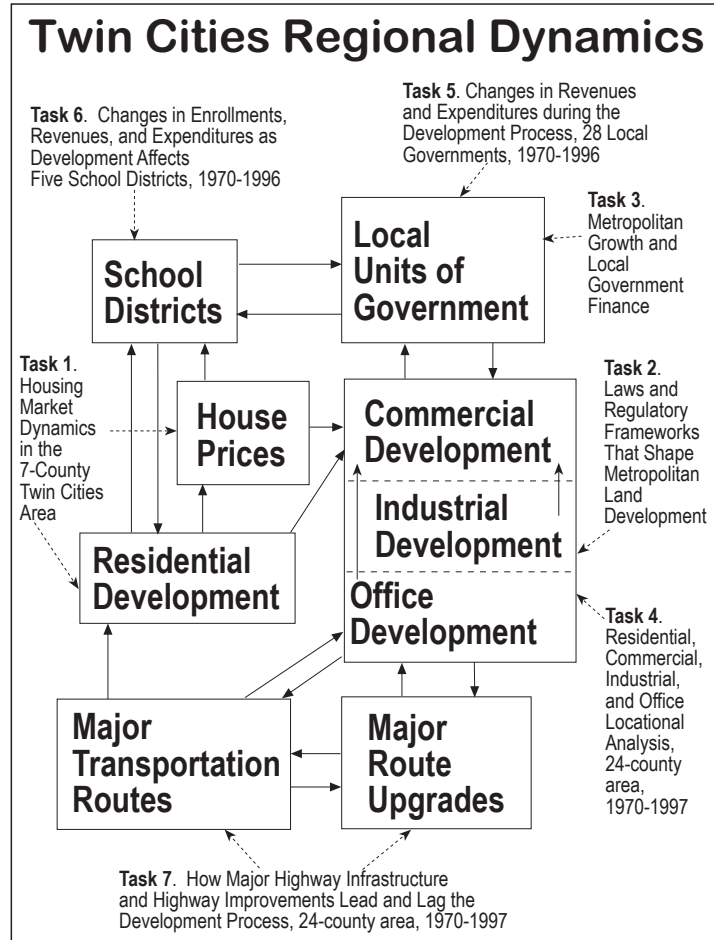 Twin Cities Regional Dynamics
Task 5. Changes in Revenues
and Expenditures during the
Development Process, 28 Local
Governments, 1970-1996
Task 6. Changes in Enrollments,
Revenues, and Expenditures as
Development Affects
Five School Districts, 1970-1996
Task 3.
Metropolitan
Growth and
Local
Government
Finance
Local
Units of
Government
School
Districts
Task 1.
Housing
Market
Dynamics
in the
7-County
Twin Cities
Area
House
Prices
Commercial
Development
Industrial
Development
Office
Development
Task 2.
Laws and
Regulatory
Frameworks
That Shape
Metropolitan
Land
Development
Residential
Development
Task 4.
Residential,
Commercial,
Industrial,
and Office
Locational
Analysis,
24-county
area,
1970-1997
Major
Transportation
Routes
Major
Route
Upgrades
Task 7. How Major Highway Infrastructure
and Highway Improvements Lead and Lag the
Development Process, 24-county area, 1970-1997